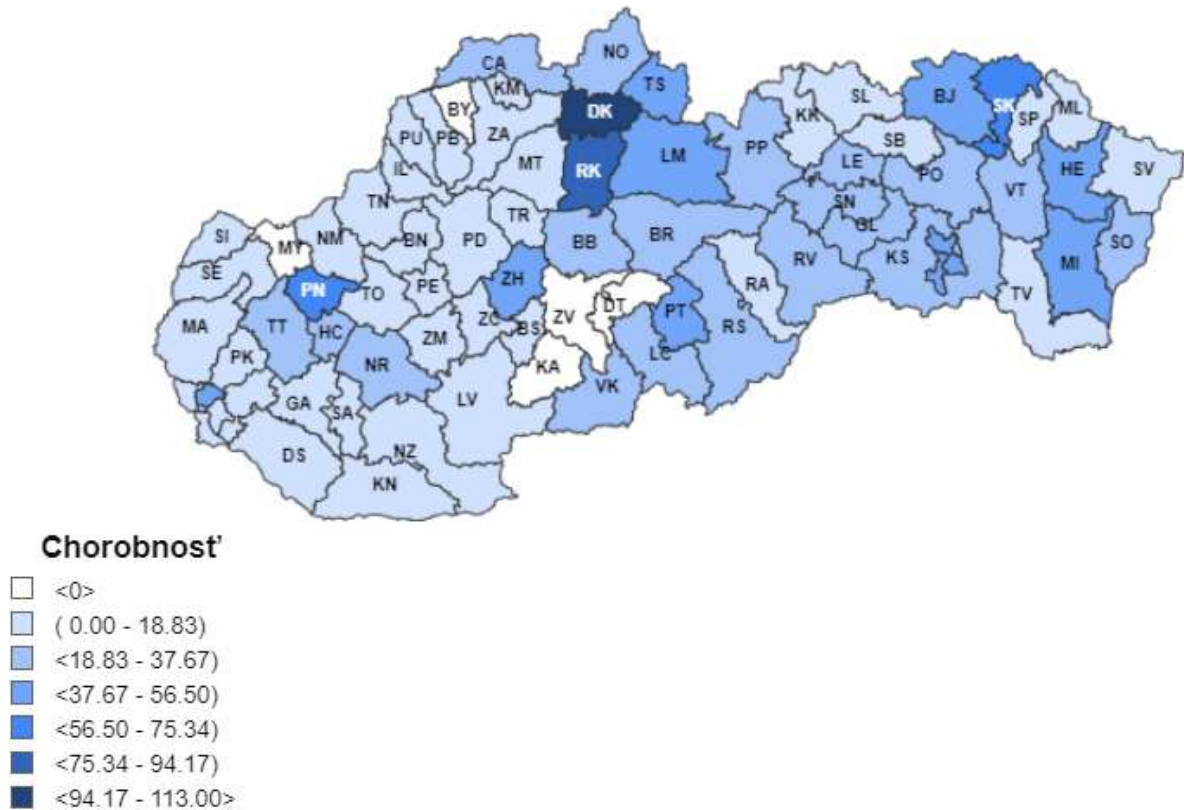 NO
CA
TS
KM
BY
DK
SL
BJ
SK
ML
KK
SP
PU
PB
ZA
SB
PP
MT
RK
LM
LE
PO
HE
SV
IL
VT
TN
SN
TR
GL
SI
NM
BN
PD
BB
BR
SO
MY
RV
KS
MI
SE
ZH
PE
RA
PN
TO
TV
DT
PT
MA
TT
HC
ZM
ZC
BS
ZV
RS
PK
NR
KA
LC
VK
GA
SA
LV
DS
NZ
KN
Chorobnosť
<0>
( 0.00 - 18.83)
<18.83 - 37.67)
<37.67 - 56.50)
<56.50 - 75.34)
<75.34 - 94.17)
<94.17 - 113.00>